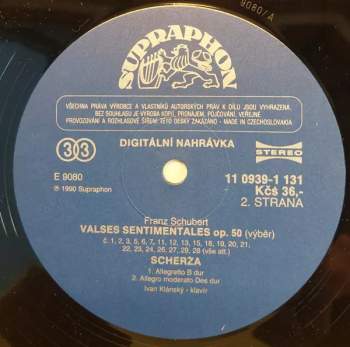 9080/A
SUPRAPHON
VŠECHNA PRÁVA VÝROBCE A VLASTNÍKŮ AUTORSKÝCH PRÁV K DÍLU JSOU VYHRAZENA.
BEZ SOUHLASU JE VÝROBA KOPIÍ, PRONÁJEM, PŮJČOVÁNÍ, VEŘEJNÉ
PROVOZOVÁNÍ A ROZHLASOVÉ ŠÍŘENÍ TÉTO DESKY ZAKÁZÁNO - MADE IN CZECHOSLOVAKIA
DIGITÁLNÍ NAHRÁVKA
33
STEREO
11 0939-1 131
Kčs 36,-
2. STRANA
E 9080
Ⓟ 1990 Supraphon
Franz Schubert
VALSES SENTIMENTALES op. 50 (výběr)
č. 1, 2, 3, 5, 6, 7, 11, 12, 13, 15, 18, 19, 20, 21,
22, 23, 24, 26, 27, 29, 28 (vše att.)
SCHERZA
1. Allegretto B dur
2. Allegro moderato Des dur
Ivan Klánský - klavír